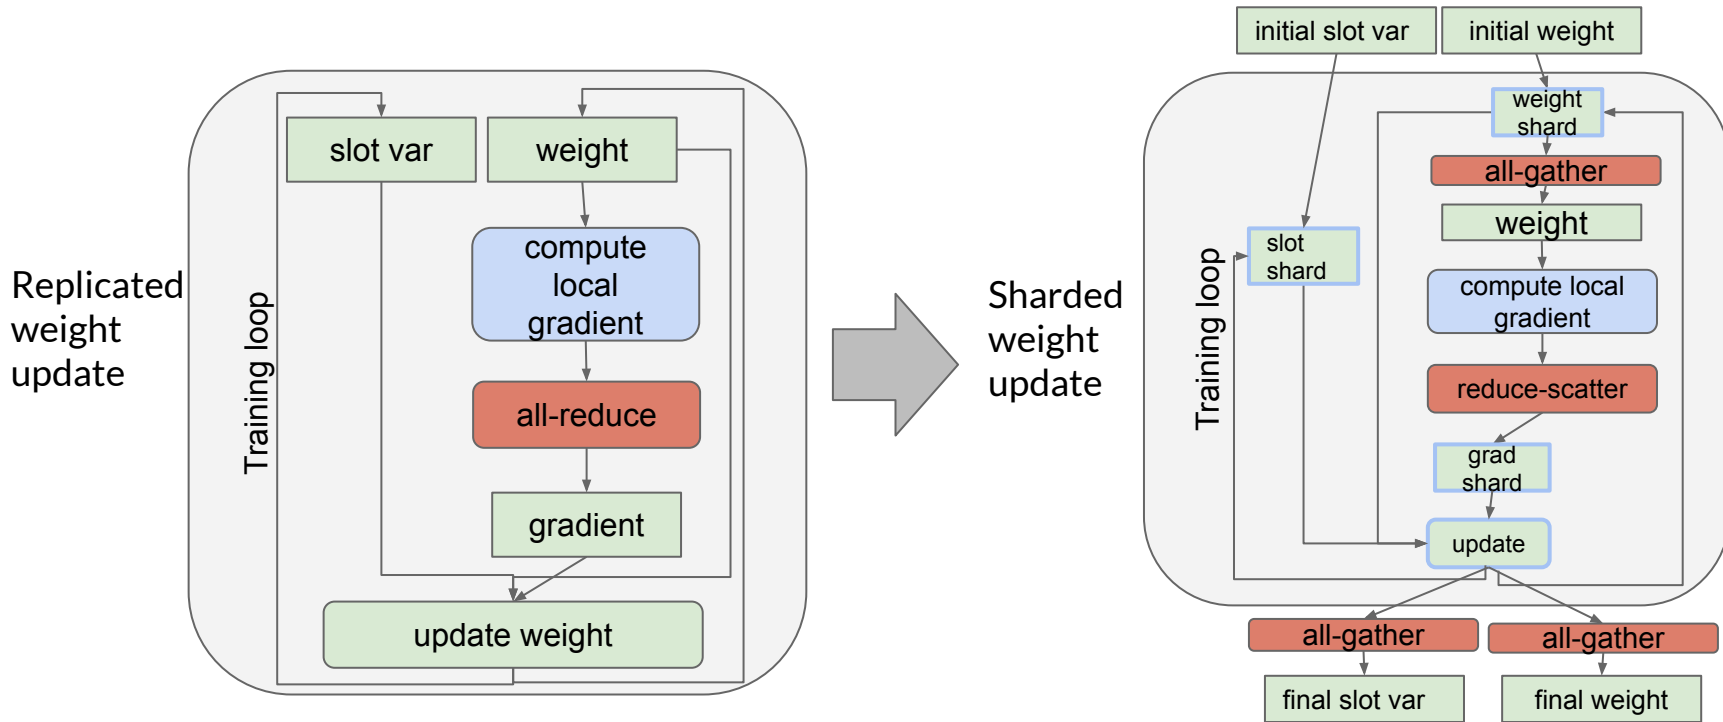 Replicated
weight
update
Training loop
slot var
weight
compute
local
gradient
all-reduce
gradient
update weight
Sharded
weight
update
initial slot var
initial weight
Training loop
weight
shard
all-gather
weight
slot
shard
compute local
gradient
reduce-scatter
grad
shard
update
all-gather
all-gather
final slot var
final weight